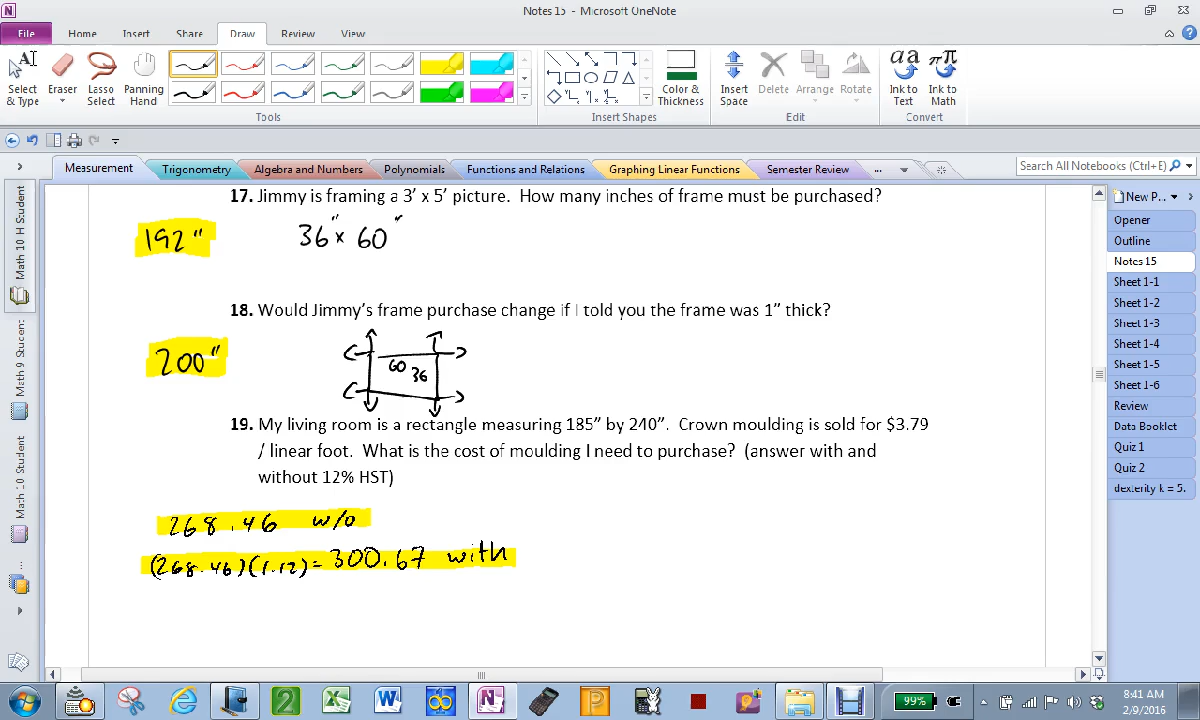 Notes 15 - Microsoft OneNote
File Home Insert Share Draw Review View
Select & Type
Eraser
Lasso Select
Panning Hand
Color & Thickness
Insert Space
Delete
Arrange
Rotate
Ink to Text
Ink to Math
Tools
Insert Shapes
Edit
Convert
Measurement Trigonometry Algebra and Numbers Polynomials Functions and Relations Graphing Linear Functions Semester Review ...
Search All Notebooks (Ctrl+E)
Math 10 H Student
Math 9 Student
Math 10 Student
17. Jimmy is framing a 3' x 5' picture. How many inches of frame must be purchased?
192"
36" x 60"
18. Would Jimmy's frame purchase change if I told you the frame was 1" thick?
200"
60
36
19. My living room is a rectangle measuring 185" by 240". Crown moulding is sold for $3.79
/ linear foot. What is the cost of moulding I need to purchase? (answer with and
without 12% HST)
268.46 w/o
(268.46)(1.12) = 300.67 with
New P...
Opener
Outline
Notes 15
Sheet 1-1
Sheet 1-2
Sheet 1-3
Sheet 1-4
Sheet 1-5
Sheet 1-6
Review
Data Booklet
Quiz 1
Quiz 2
dexterity k = 5.
99%
8:41 AM
2/9/2016